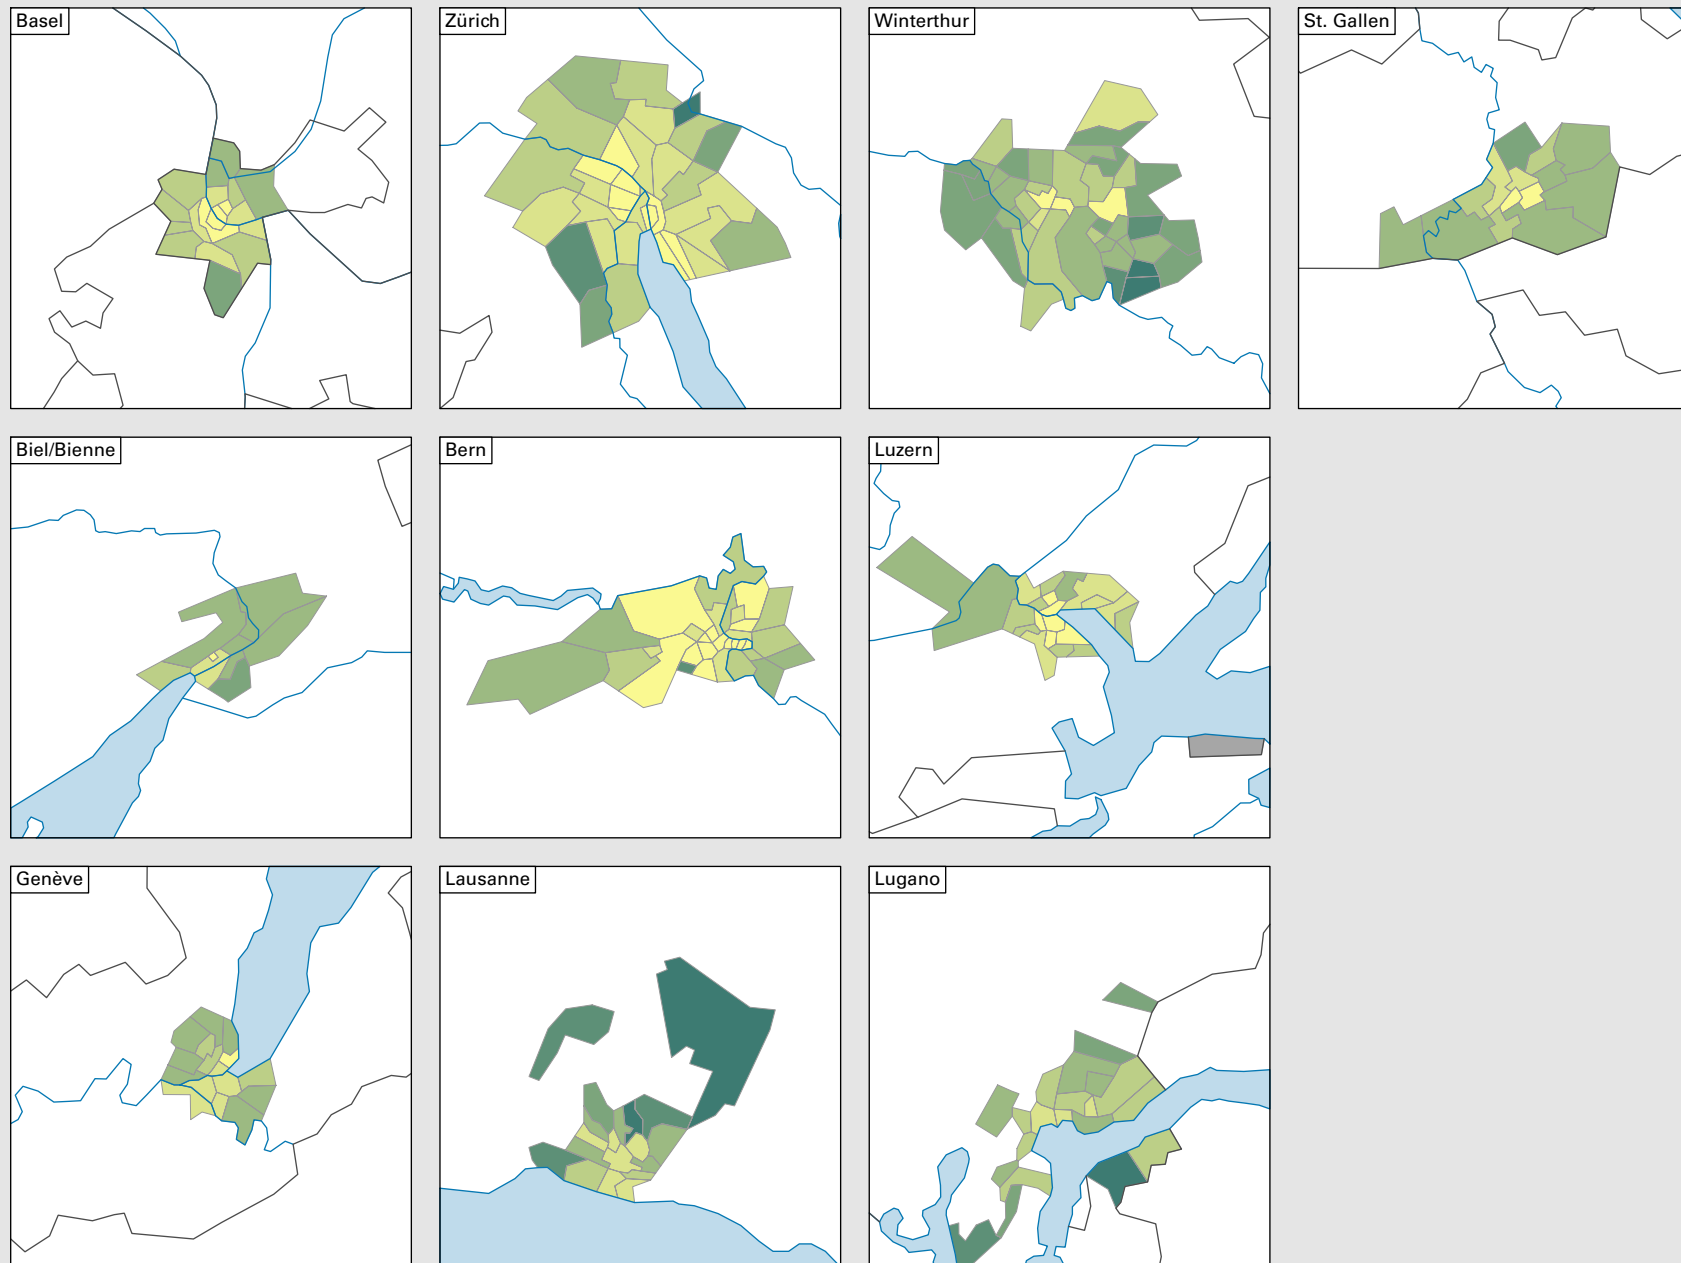 Basel
Zürich
Winterthur
St. Gallen
Biel/Bienne
Bern
Luzern
Genève
Lausanne
Lugano